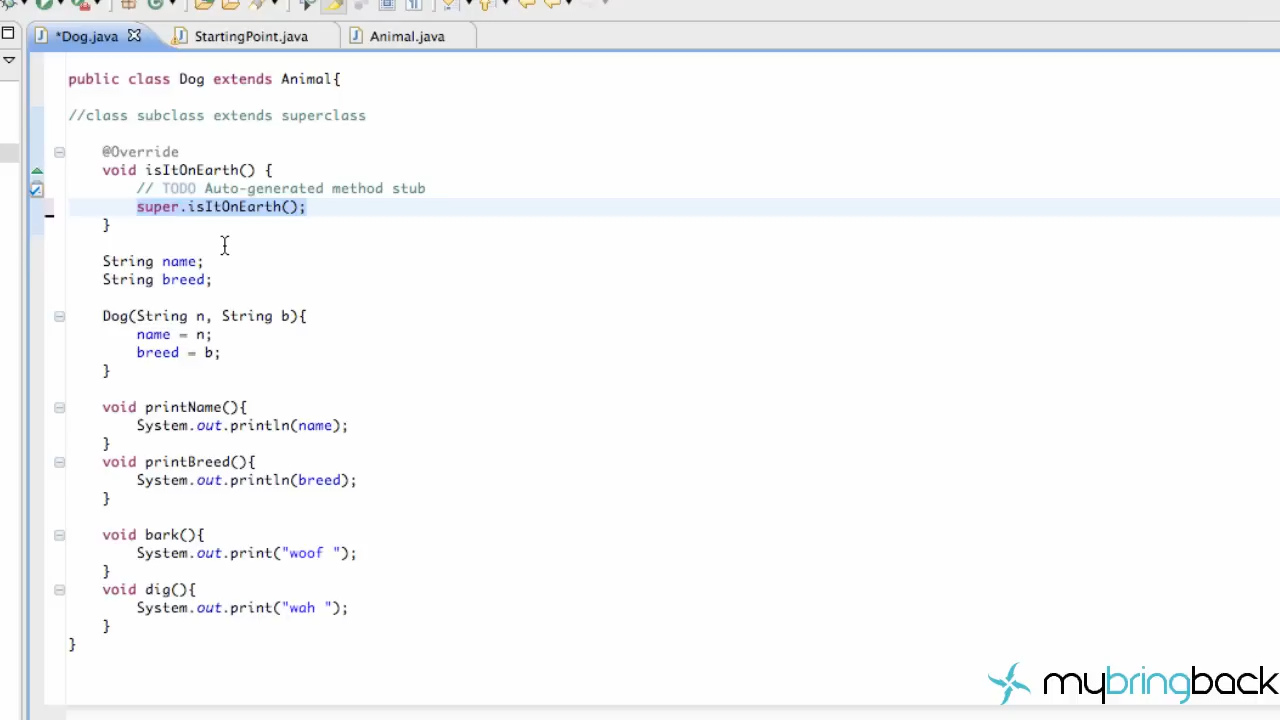 *Dog.java
StartingPoint.java
Animal.java
public class Dog extends Animal{
//class subclass extends superclass
@Override
void isItOnEarth() {
// TODO Auto-generated method stub
super.isItOnEarth();
}
String name;
String breed;
Dog(String n, String b){
name = n;
breed = b;
}
void printName(){
System.out.println(name);
}
void printBreed(){
System.out.println(breed);
}
void bark(){
System.out.print("woof ");
}
void dig(){
System.out.print("wah ");
}
}
mybringback